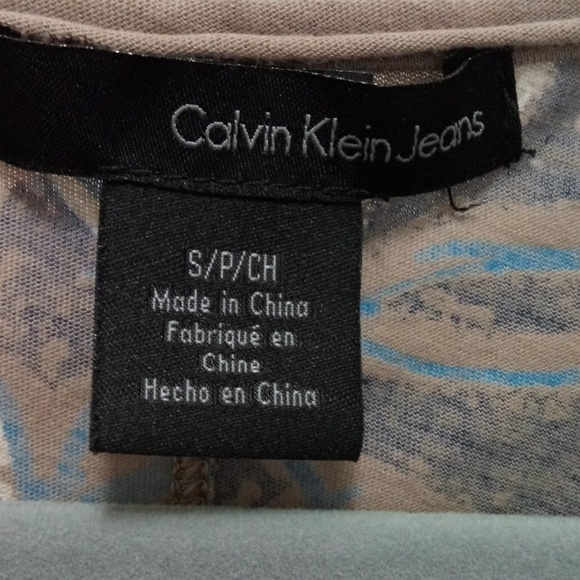 Calvin Klein Jeans
S/P/CH
Made in China
Fabriqué en
Chine
Hecho en China